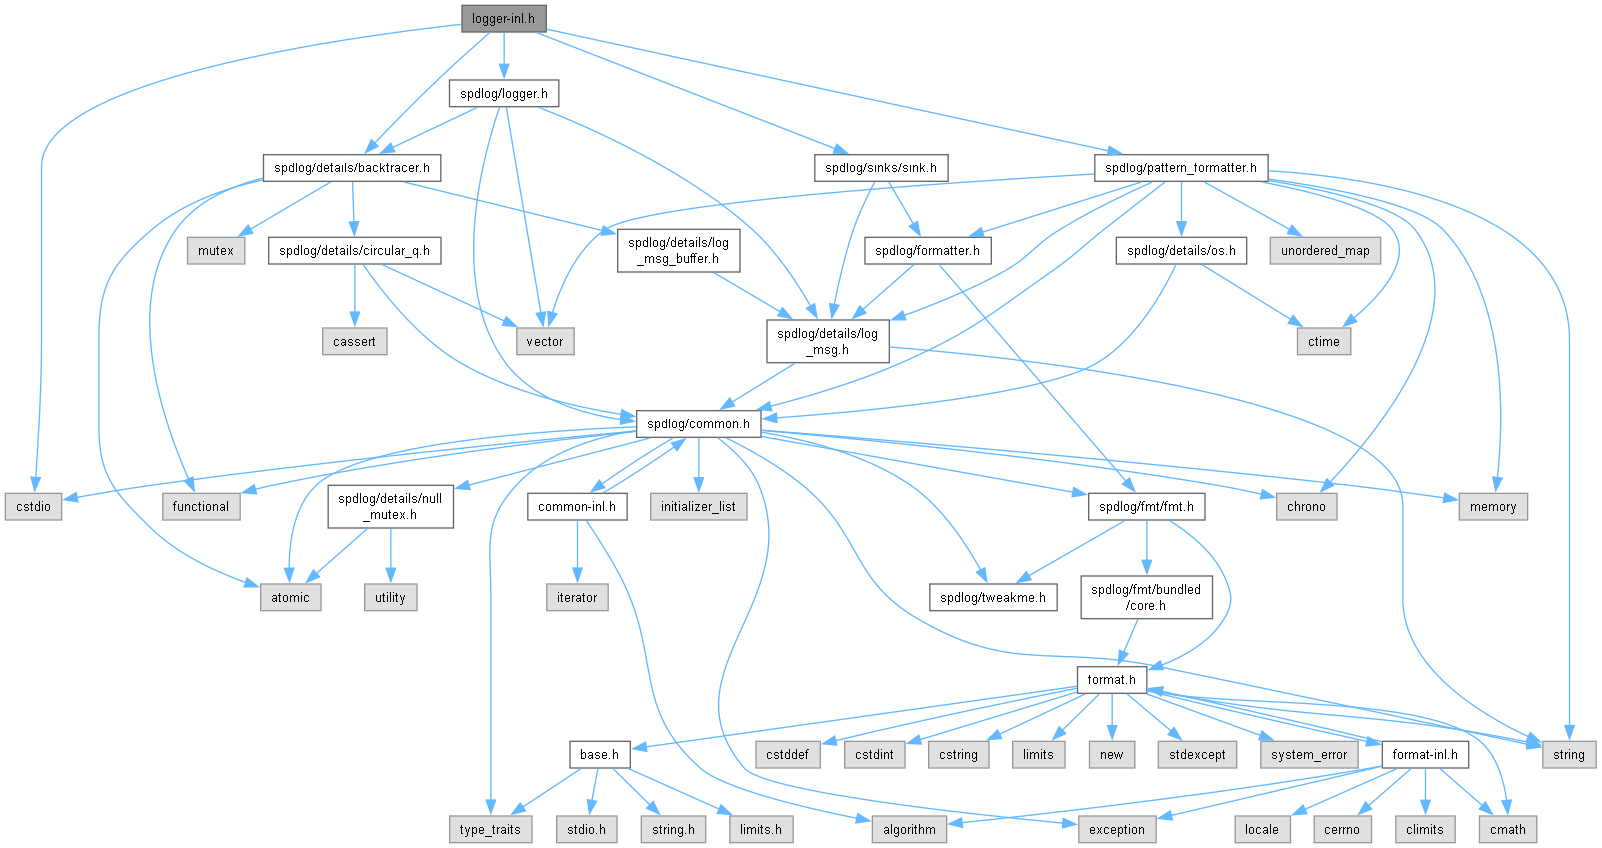 logger-inl.h
spdlog/logger.h
spdlog/details/backtracer.h
spdlog/sinks/sink.h
spdlog/pattern_formatter.h
mutex
spdlog/details/circular_q.h
spdlog/details/log
_msg_buffer.h
spdlog/formatter.h
spdlog/details/os.h
unordered_map
cassert
vector
spdlog/details/log
_msg.h
ctime
spdlog/common.h
cstdio
functional
spdlog/details/null
_mutex.h
common-inl.h
initializer_list
spdlog/fmt/fmt.h
chrono
memory
atomic
utility
iterator
spdlog/tweakme.h
spdlog/fmt/bundled
/core.h
format.h
base.h
cstddef
cstdint
cstring
limits
new
stdexcept
system_error
format-inl.h
string
type_traits
stdio.h
string.h
limits.h
algorithm
exception
locale
cerrno
climits
cmath